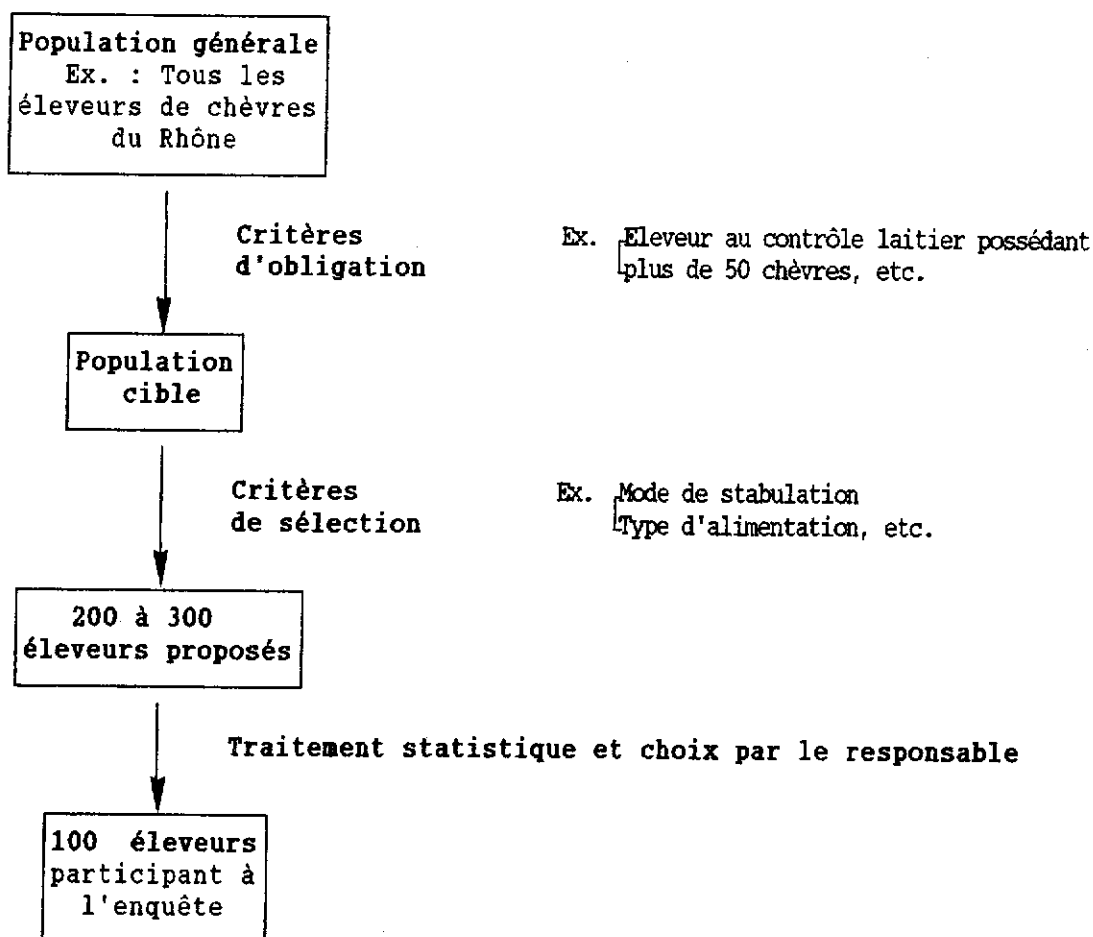 Population générale
Ex. : Tous les
éleveurs de chèvres
du Rhône
Critères
d'obligation
Ex. Eleveur au contrôle laitier possédant
plus de 50 chèvres, etc.
Population
cible
Critères
de sélection
Ex. Mode de stabulation
Type d'alimentation, etc.
200 à 300
éleveurs proposés
Traitement statistique et choix par le responsable
100 éleveurs
participant à
l'enquête